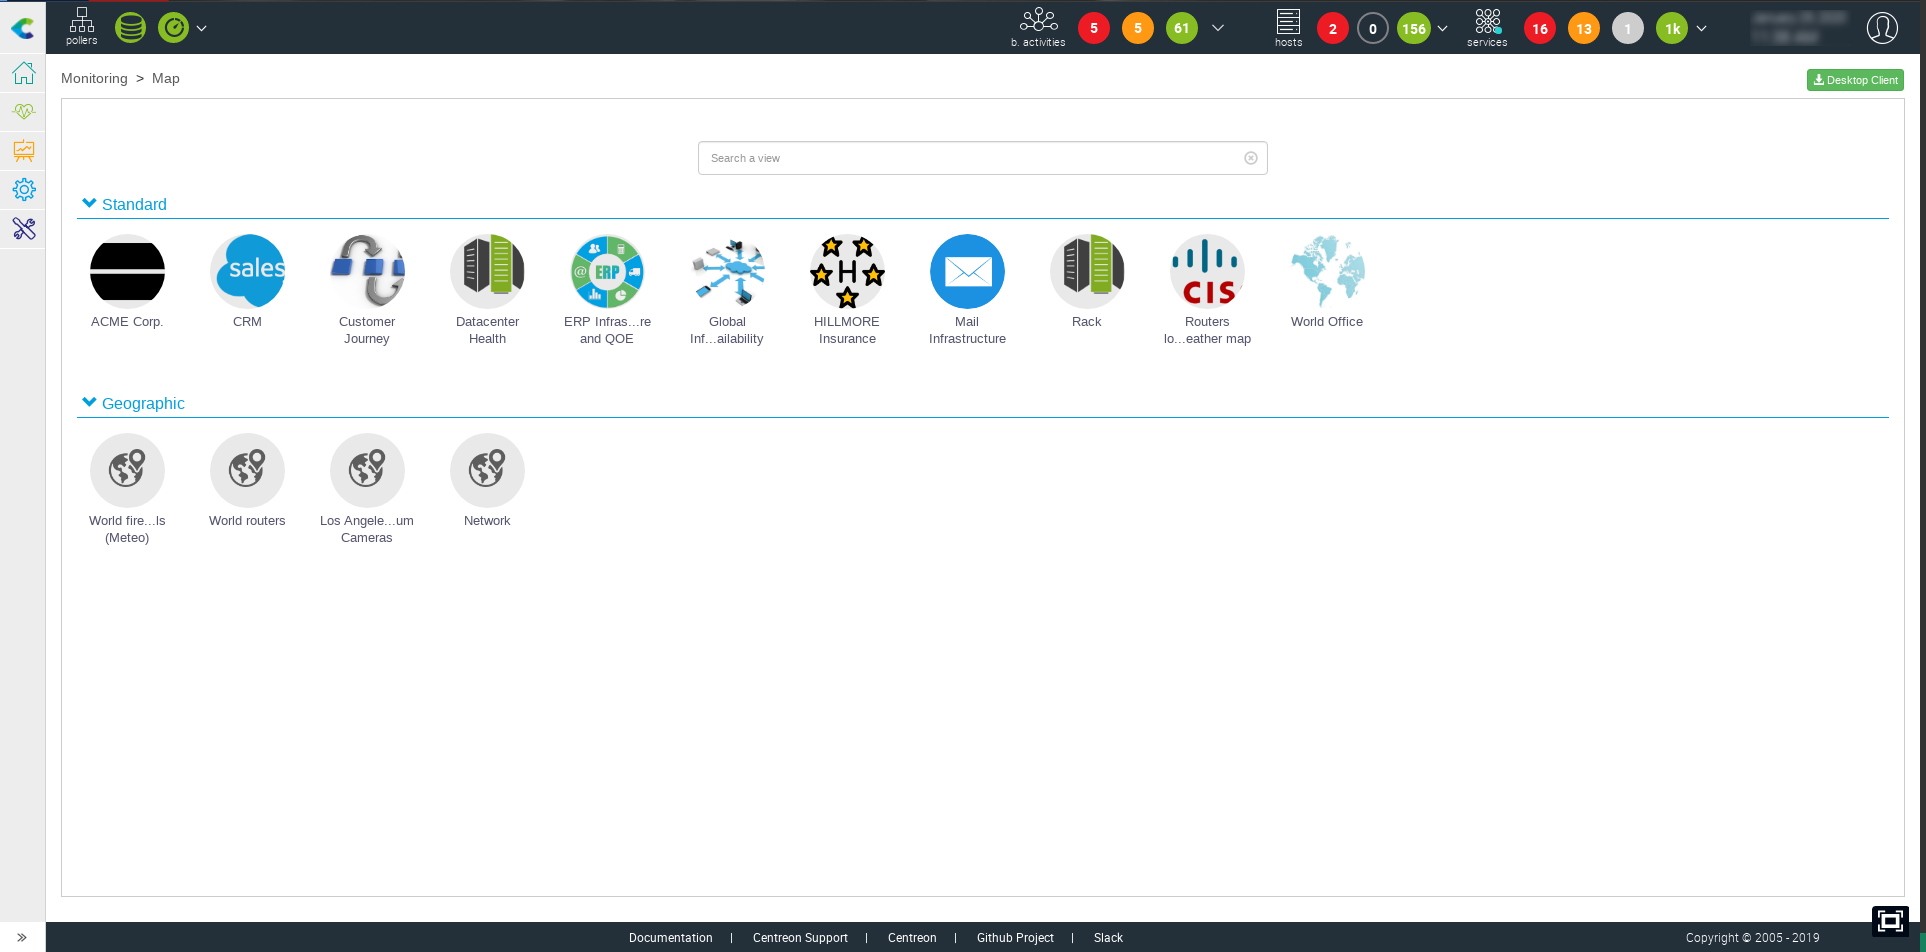 pollers
b. activities
5
5
61
hosts
2
0
156
services
16
13
1
1k
Monitoring > Map
Desktop Client
Search a view
Standard
sales
ERP
@
H
CIS
ACME Corp.
CRM
Customer
Journey
Datacenter
Health
ERP Infras...re
and QOE
Global
Inf...ailability
HILLMORE
Insurance
Mail
Infrastructure
Rack
Routers
lo...eather map
World Office
Geographic
World fire...ls
(Meteo)
World routers
Los Angele...um
Cameras
Network
Documentation | Centreon Support | Centreon | Github Project | Slack
Copyright © 2005 - 2019